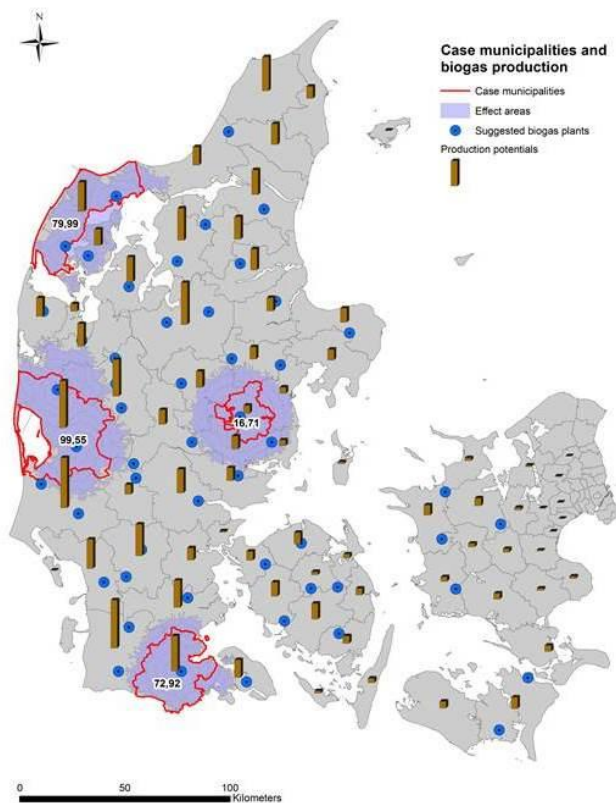 N
Case municipalities and
biogas production
Case municipalities
Effect areas
Suggested biogas plants
Production potentials
79,99
99,55
16,71
72,92
0 50 100
Kilometers